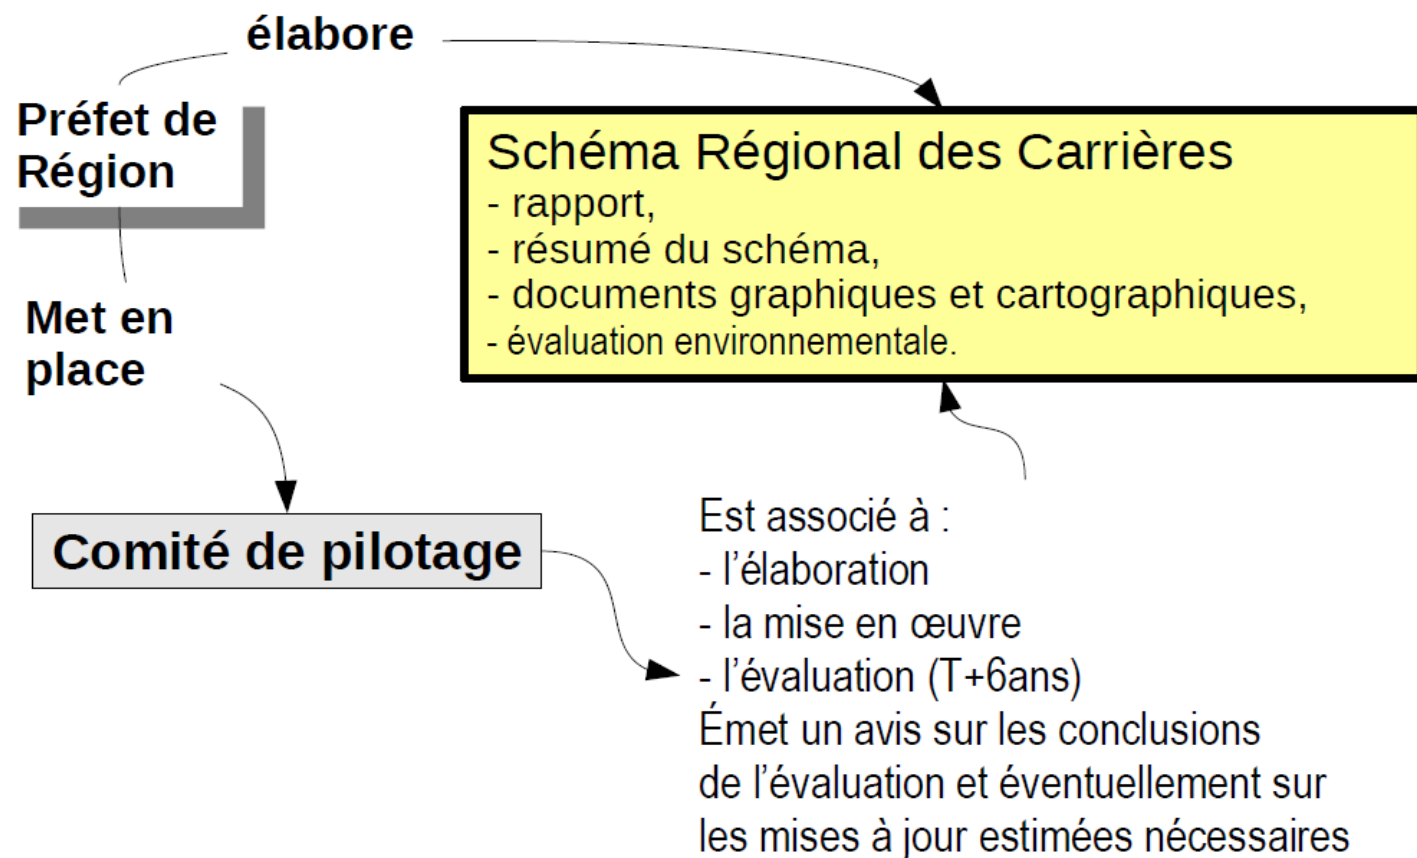 élabore
Préfet de
Région
Schéma Régional des Carrières
- rapport,
- résumé du schéma,
- documents graphiques et cartographiques,
- évaluation environnementale.
Met en
place
Comité de pilotage
Est associé à :
- l’élaboration
- la mise en œuvre
- l’évaluation (T+6ans)
Émet un avis sur les conclusions
de l’évaluation et éventuellement sur
les mises à jour estimées nécessaires